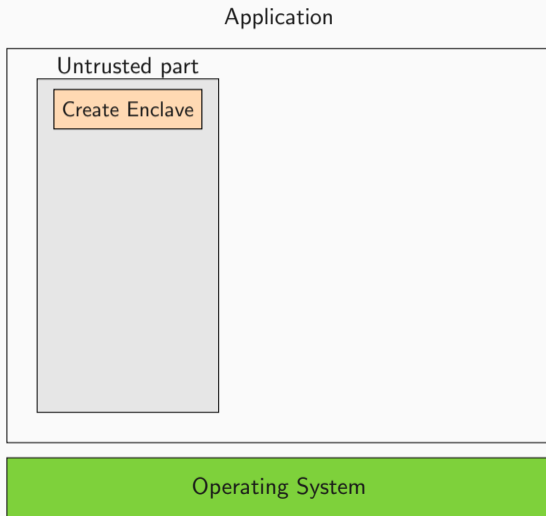 Application
Untrusted part
Create Enclave
Operating System